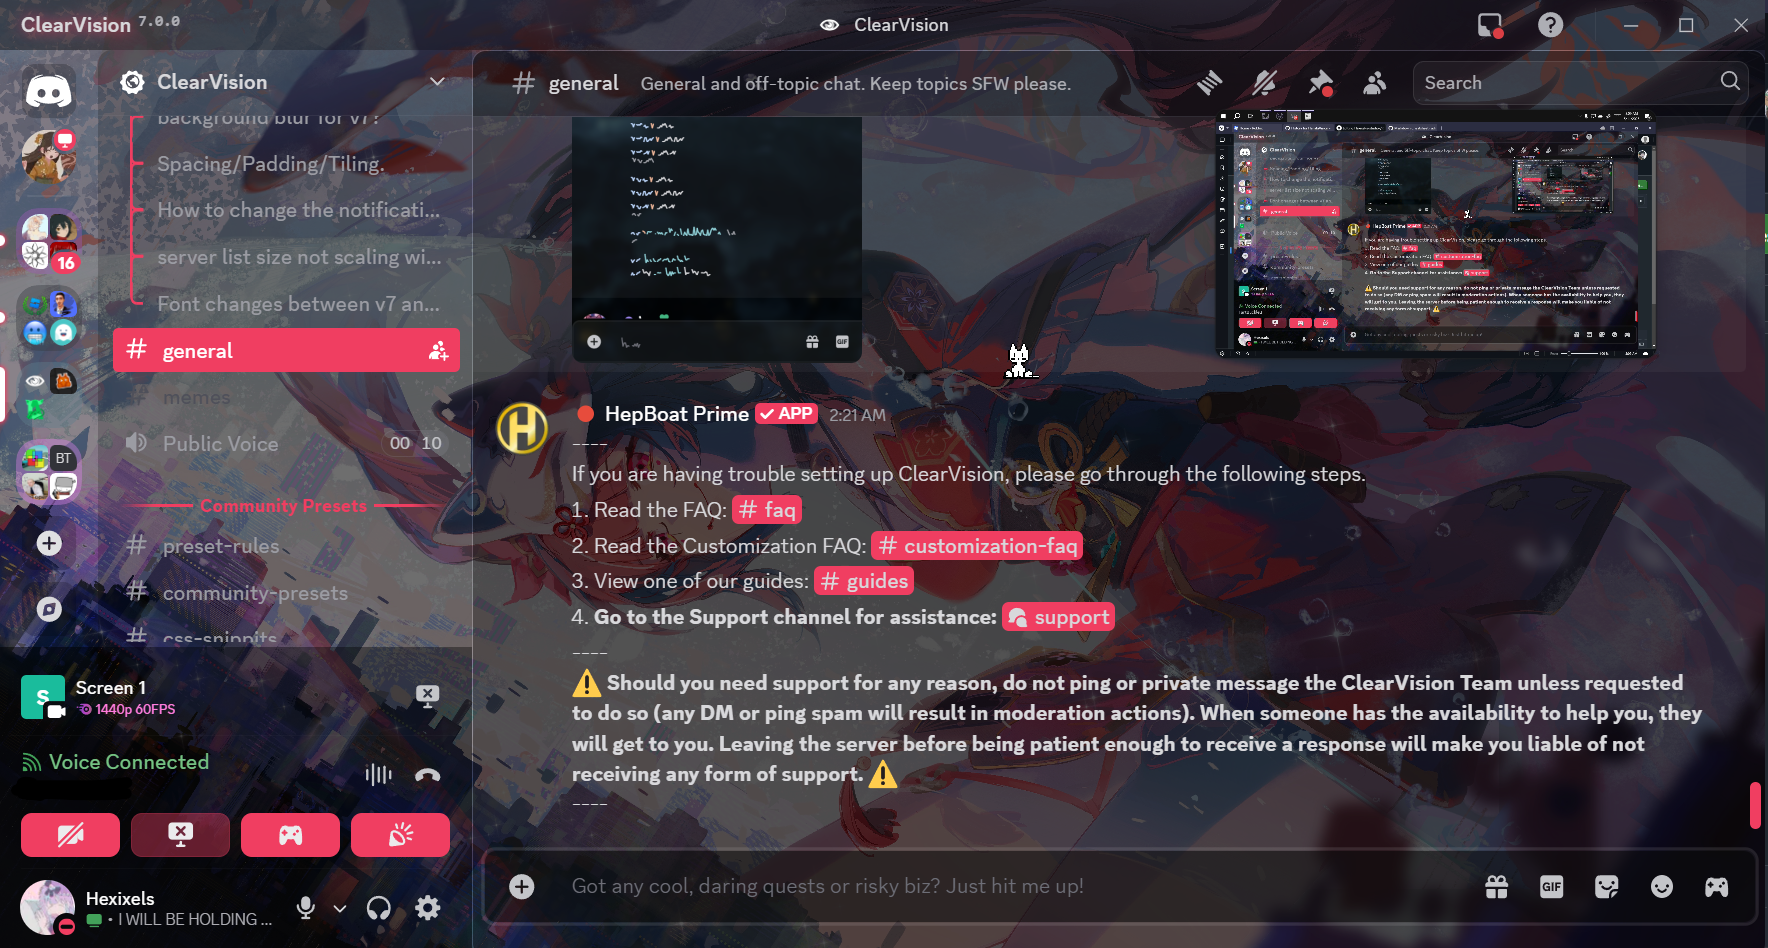 ClearVision 7.0.0
ClearVision
ClearVision
general
General and off-topic chat. Keep topics SFW please.
Search
background blur for v7?
Spacing/Padding/Tiling.
How to change the notificati...
server list size not scaling wi...
Font changes between v7 an...
general
memes
Public Voice
00 10
Community Presets
preset-rules
community-presets
css-snippits
16
BT
S
Screen 1
1440p 60FPS
Voice Connected
Hexixels
• I WILL BE HOLDING ...
GIF
HepBoat Prime APP 2:21 AM
----
If you are having trouble setting up ClearVision, please go through the following steps.
1. Read the FAQ: # faq
2. Read the Customization FAQ: # customization-faq
3. View one of our guides: # guides
4. Go to the Support channel for assistance: support
----
⚠️ Should you need support for any reason, do not ping or private message the ClearVision Team unless requested
to do so (any DM or ping spam will result in moderation actions). When someone has the availability to help you, they
will get to you. Leaving the server before being patient enough to receive a response will make you liable of not
receiving any form of support. ⚠️
----
Got any cool, daring quests or risky biz? Just hit me up!
GIF